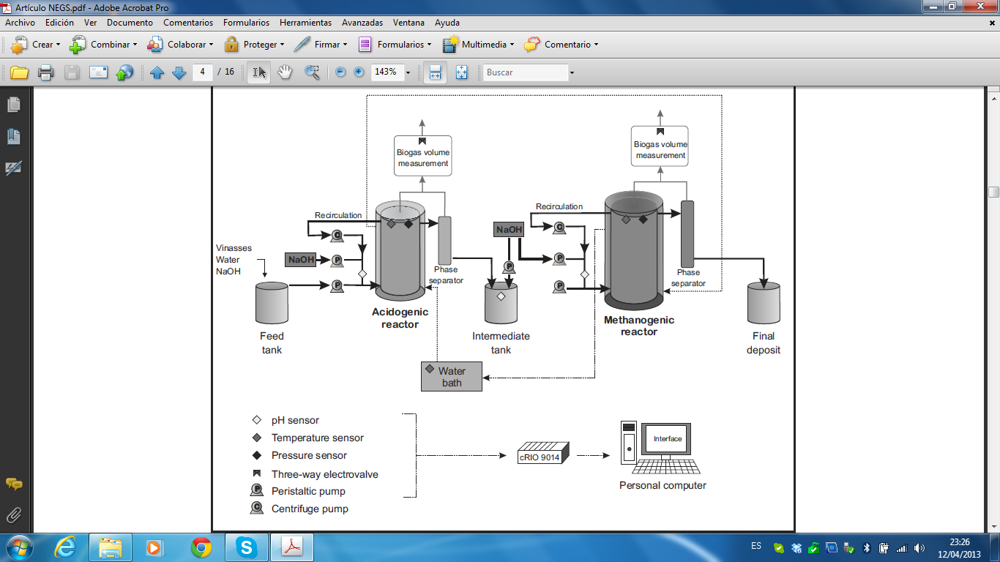 Artículo NEGS.pdf - Adobe Acrobat Pro
Archivo Edición Ver Documento Comentarios Formularios Herramientas Avanzadas Ventana Ayuda
Crear Combinar Colaborar Proteger Firmar Formularios Multimedia Comentario
4 / 16 143% Buscar
Biogas volume
measurement
Biogas volume
measurement
Recirculation
Recirculation
C
NaOH
C
Vinasses
Water
NaOH
NaOH
P
P
P
Phase
separator
Phase
separator
P
P
Acidogenic
reactor
Methanogenic
reactor
Feed
tank
Intermediate
tank
Final
deposit
Water
bath
pH sensor
Temperature sensor
Pressure sensor
Three-way electrovalve
P Peristaltic pump
C Centrifuge pump
cRIO 9014
Interface
Personal computer
ES
23:26
12/04/2013